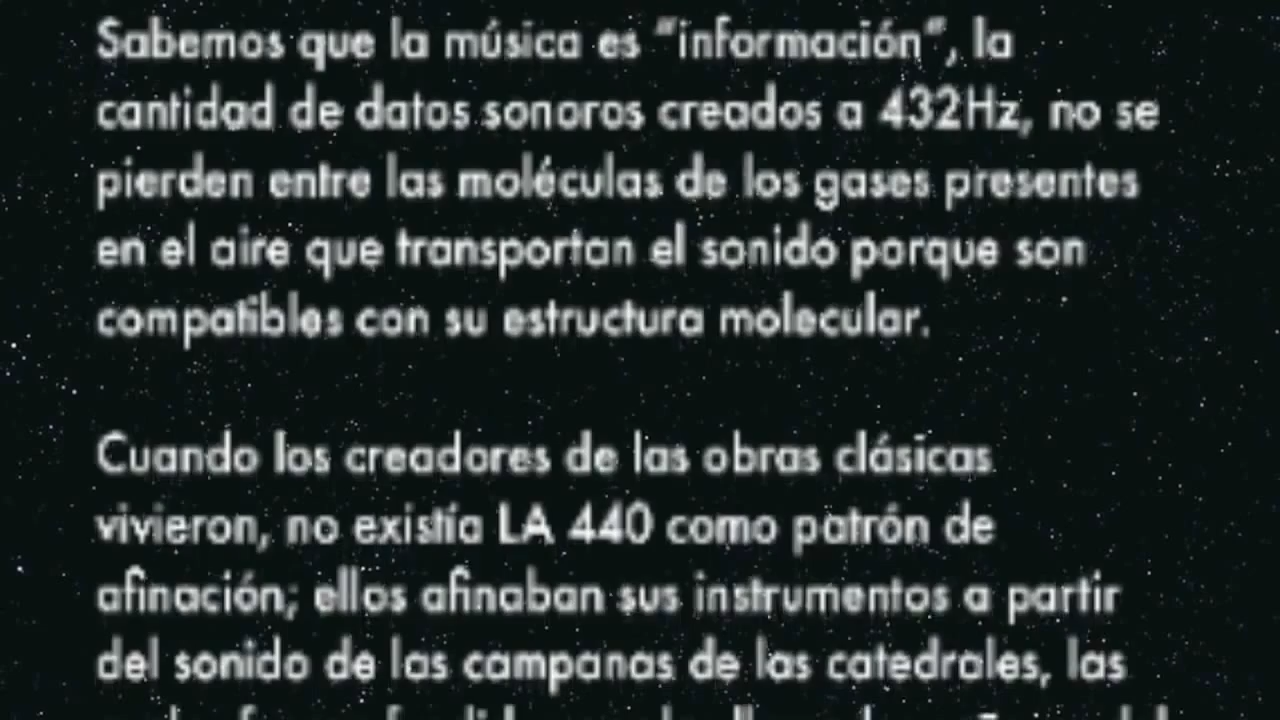 Sabemos que la música es “información”, la
cantidad de datos sonoros creados a 432Hz, no se
pierden entre las moléculas de los gases presentes
en el aire que transportan el sonido porque son
compatibles con su estructura molecular.
Cuando los creadores de las obras clásicas
vivieron, no existía LA 440 como patrón de
afinación; ellos afinaban sus instrumentos a partir
del sonido de las campanas de las catedrales, las